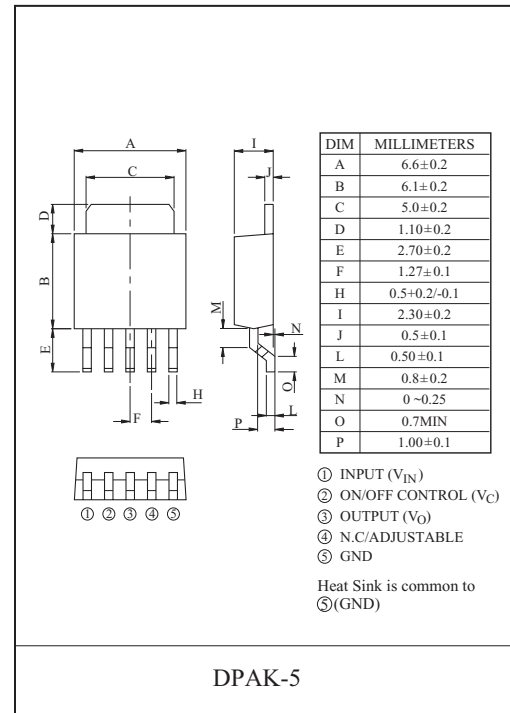 A
C
D
B
E
F
H
I
J
M
N
O
L
P
① ② ③ ④ ⑤
DIM MILLIMETERS
A 6.6±0.2
B 6.1±0.2
C 5.0±0.2
D 1.10±0.2
E 2.70±0.2
F 1.27±0.1
H 0.5+0.2/-0.1
I 2.30±0.2
J 0.5±0.1
L 0.50±0.1
M 0.8±0.2
N 0 ~0.25
O 0.7MIN
P 1.00±0.1
① INPUT (VIN)
② ON/OFF CONTROL (VC)
③ OUTPUT (VO)
④ N.C/ADJUSTABLE
⑤ GND
Heat Sink is common to
⑤(GND)
DPAK-5